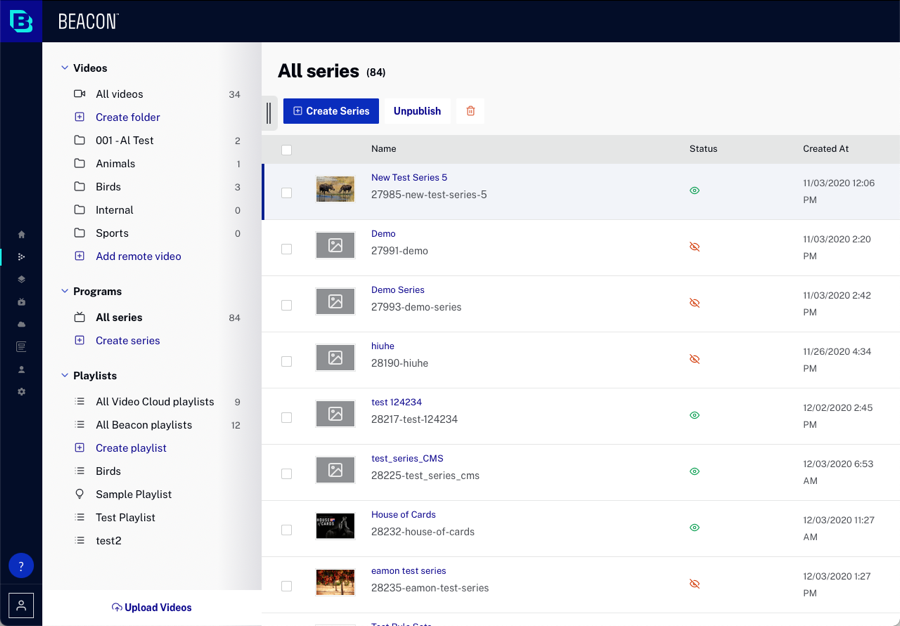 BEACON™
Videos
All videos 34
Create folder
001 - Al Test 2
Animals 1
Birds 3
Internal 0
Sports 0
Add remote video
Programs
All series 84
Create series
Playlists
All Video Cloud playlists 9
All Beacon playlists 12
Create playlist
Birds
Sample Playlist
Test Playlist
test2
Upload Videos
?
All series (84)
Create Series Unpublish
Name Status Created At
New Test Series 5
27985-new-test-series-5
11/03/2020 12:06
PM
Demo
27991-demo
11/03/2020 2:20
PM
Demo Series
27993-demo-series
11/03/2020 2:42
PM
hiuhe
28190-hiuhe
11/26/2020 4:34
PM
test 124234
28217-test-124234
12/02/2020 2:45
PM
test_series_CMS
28225-test_series_cms
12/03/2020 6:53
AM
HOUSE OF
CARDS
House of Cards
28232-house-of-cards
12/03/2020 11:27
AM
eamon test series
28235-eamon-test-series
12/03/2020 1:27
PM